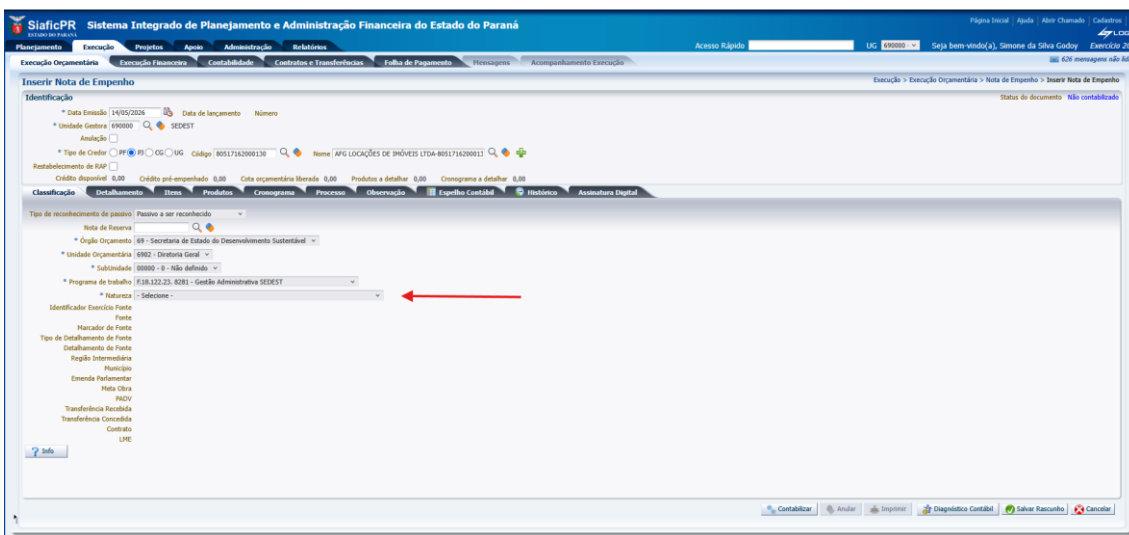 SiaficPR Sistema Integrado de Planejamento e Administração Financeira do Estado do Paraná
ESTADO DO PARANÁ
Página Inicial | Ajuda | Abrir Chamado | Cadastros |
Planejamento Execução Projetos Apoio Administração Relatórios Acesso Rápido UG 690000 Seja bem-vindo(a), Simone da Silva Godoy Exercício 20
Execução Orçamentária Execução Financeira Contabilidade Contratos e Transferências Folha de Pagamento Mensagens Acompanhamento Execução 626 mensagens não lid
Inserir Nota de Empenho Execução > Execução Orçamentária > Nota de Empenho > Inserir Nota de Empenho
Identificação Status do documento Não contabilizado
* Data Emissão 14/05/2026 Data de lançamento Número
* Unidade Gestora 690000 SEDEST
Anulação
* Tipo de Credor PF PJ CG UG Código 80517162000130 Nome AFG LOCAÇÕES DE IMÓVEIS LTDA-8051716200013
Restabelecimento de RAP
Crédito disponível 0,00 Crédito pré-empenhado 0,00 Cota orçamentária liberada 0,00 Produtos a detalhar 0,00 Cronograma a detalhar 0,00
Classificação Detalhamento Itens Produtos Cronograma Processo Observação Espelho Contábil Histórico Assinatura Digital
Tipo de reconhecimento de passivo Passivo a ser reconhecido
Nota de Reserva
* Órgão Orçamento 69 - Secretaria de Estado do Desenvolvimento Sustentável
* Unidade Orçamentária 6902 - Diretoria Geral
* SubUnidade 00000 - 0 - Não definido
* Programa de trabalho F.18.122.23. 8281 - Gestão Administrativa SEDEST
* Natureza - Selecione -
Identificador Exercício Fonte
Fonte
Marcador de Fonte
Tipo de Detalhamento de Fonte
Detalhamento de Fonte
Região Intermediária
Município
Emenda Parlamentar
Meta Obra
PADV
Transferência Recebida
Transferência Concedida
Contrato
LME
? Info
Contabilizar Anular Imprimir Diagnóstico Contábil Salvar Rascunho Cancelar